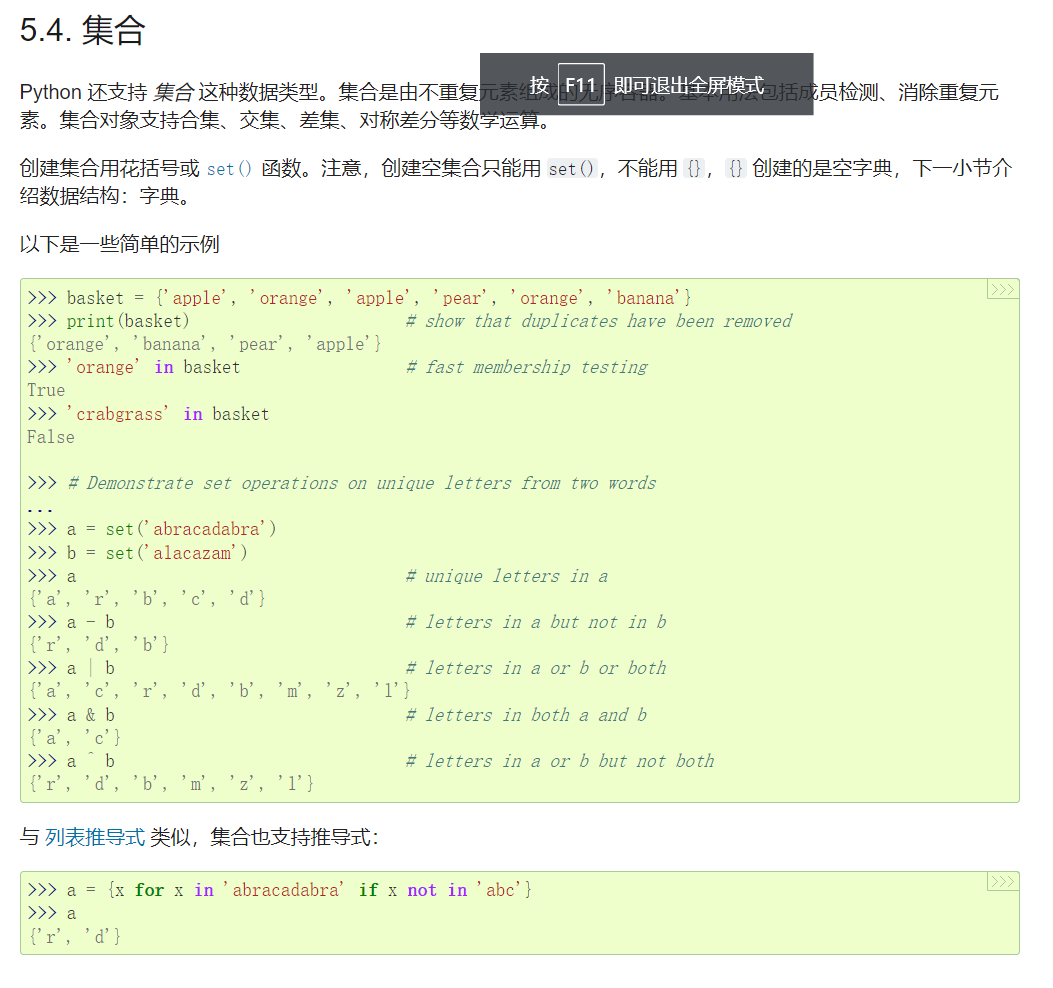 5.4. 集合
按 F11 即可退出全屏模式
Python 还支持 集合 这种数据类型。集合是由不重复元素组成的无序容器。基本用法包括成员检测、消除重复元
素。集合对象支持合集、交集、差集、对称差分等数学运算。
创建集合用花括号或 set() 函数。注意，创建空集合只能用 set()，不能用 {}，{} 创建的是空字典，下一小节介
绍数据结构：字典。
以下是一些简单的示例
>>>
>>> basket = {'apple', 'orange', 'apple', 'pear', 'orange', 'banana'}
>>> print(basket)                      # show that duplicates have been removed
{'orange', 'banana', 'pear', 'apple'}
>>> 'orange' in basket                 # fast membership testing
True
>>> 'crabgrass' in basket
False
>>> # Demonstrate set operations on unique letters from two words
...
>>> a = set('abracadabra')
>>> b = set('alacazam')
>>> a                                  # unique letters in a
{'a', 'r', 'b', 'c', 'd'}
>>> a - b                              # letters in a but not in b
{'r', 'd', 'b'}
>>> a | b                              # letters in a or b or both
{'a', 'c', 'r', 'd', 'b', 'm', 'z', 'l'}
>>> a & b                              # letters in both a and b
{'a', 'c'}
>>> a ^ b                              # letters in a or b but not both
{'r', 'd', 'b', 'm', 'z', 'l'}
与 列表推导式 类似，集合也支持推导式：
>>>
>>> a = {x for x in 'abracadabra' if x not in 'abc'}
>>> a
{'r', 'd'}